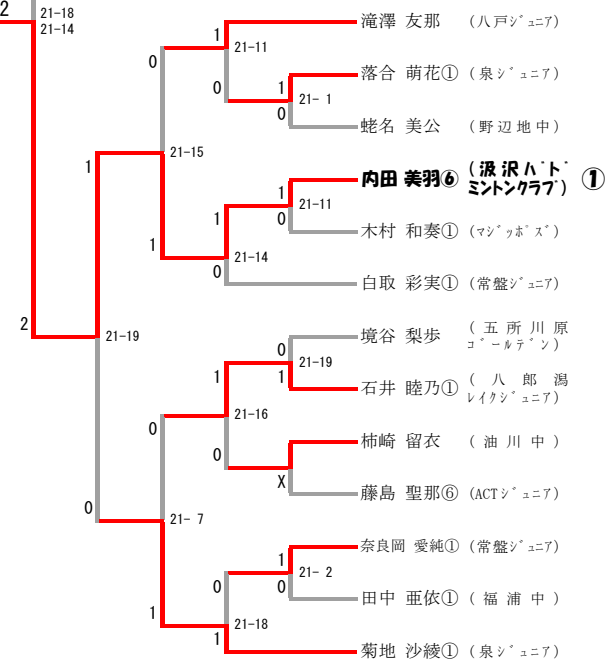 2
21-18
21-14
1
滝澤 友那 (八戸ジュニア)
21-11
0
0
1
落合 萌花① (泉ジュニア)
21- 1
0
蛯名 美公 (野辺地中)
21-15
1
1
内田 美羽⑥ (汲沢バドミントンクラブ) ①
21-11
1
0
木村 和奏① (マジッボズ)
1
21-14
0
白取 彩実① (常盤ジュニア)
2
21-19
0
境谷 梨歩 (五所川原ゴールデン)
21-19
1
1
石井 睦乃① (八郎潟レイクジュニア)
21-16
0
0
柿崎 留衣 (油川中)
X
藤島 聖那⑥ (ACTジュニア)
0
21- 7
1
奈良岡 愛純① (常盤ジュニア)
21- 2
0
0
田中 亜依① (福浦中)
1
21-18
1
菊地 沙綾① (泉ジュニア)